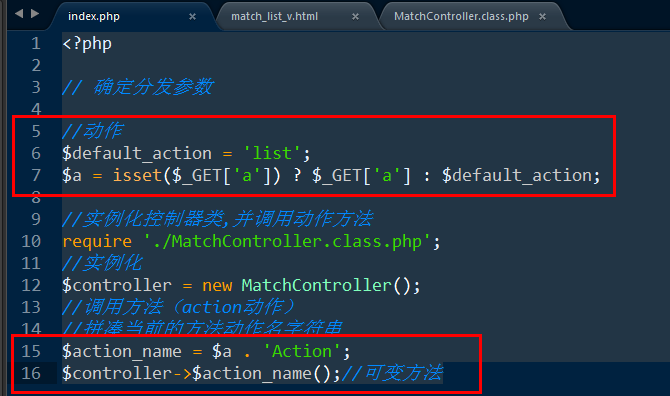 index.php
match_list_v.html
MatchController.class.php
1 <?php
2
3 // 确定分发参数
4
5 //动作
6 $default_action = 'list';
7 $a = isset($_GET['a']) ? $_GET['a'] : $default_action;
8
9 //实例化控制器类,并调用动作方法
10 require './MatchController.class.php';
11 //实例化
12 $controller = new MatchController();
13 //调用方法（action动作）
14 //拼凑当前的方法动作名字符串
15 $action_name = $a . 'Action';
16 $controller->$action_name();//可变方法